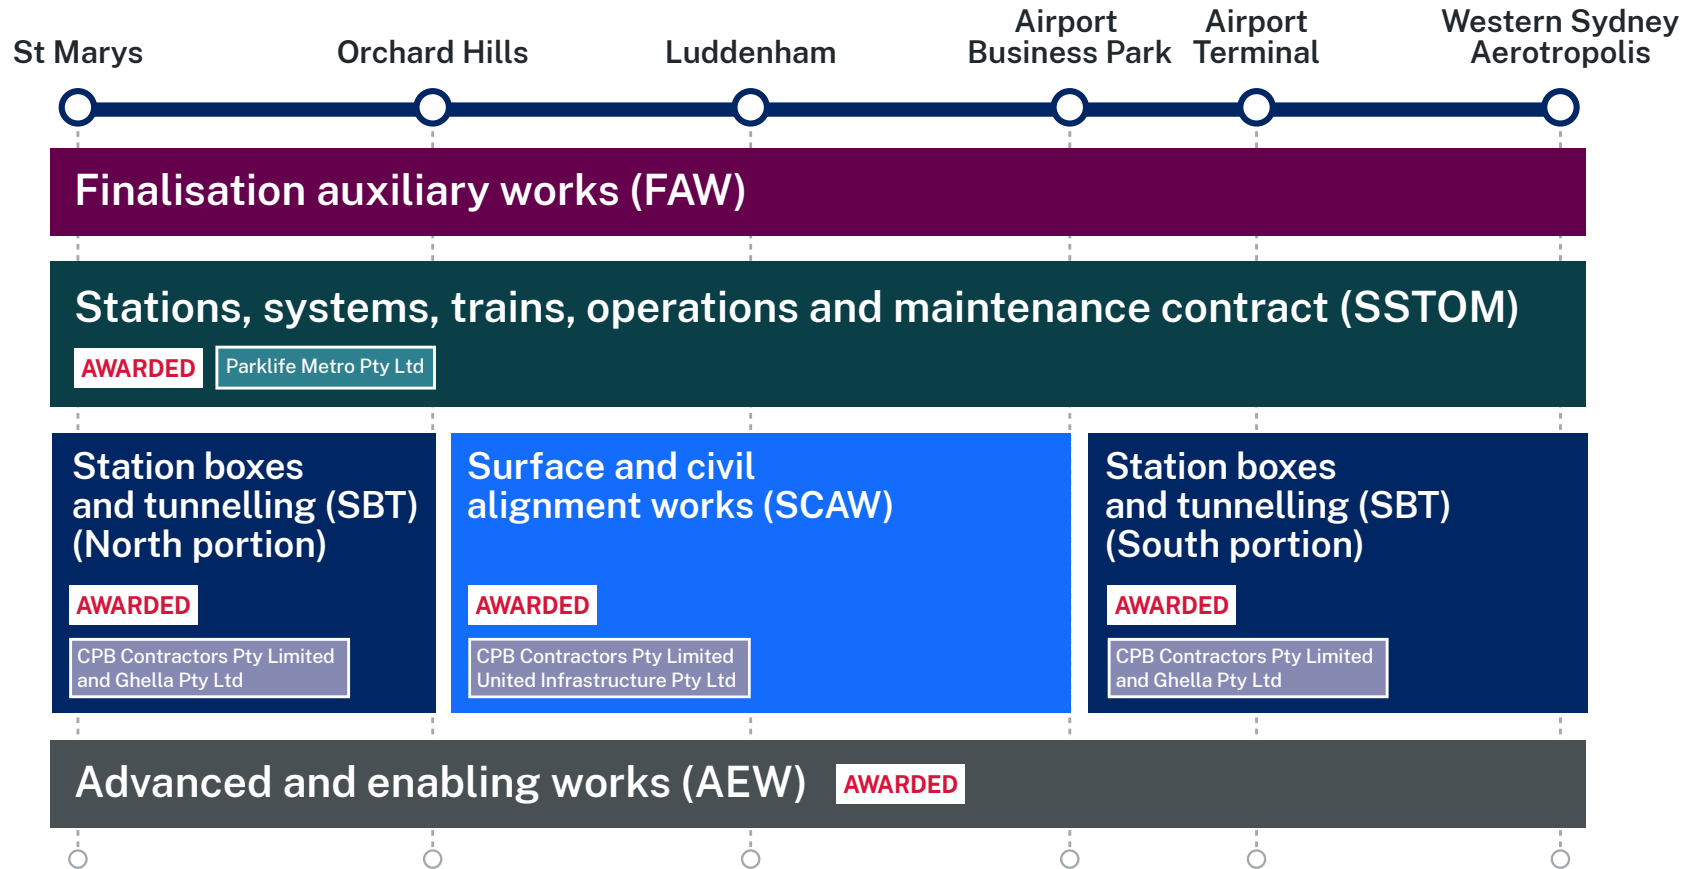 St Marys
Orchard Hills
Luddenham
Airport
Business Park
Airport
Terminal
Western Sydney
Aerotropolis
Finalisation auxiliary works (FAW)
Stations, systems, trains, operations and maintenance contract (SSTOM)
AWARDED
Parklife Metro Pty Ltd
Station boxes
and tunnelling (SBT)
(North portion)
AWARDED
CPB Contractors Pty Limited
and Ghella Pty Ltd
Surface and civil
alignment works (SCAW)
AWARDED
CPB Contractors Pty Limited
United Infrastructure Pty Ltd
Station boxes
and tunnelling (SBT)
(South portion)
AWARDED
CPB Contractors Pty Limited
and Ghella Pty Ltd
Advanced and enabling works (AEW)
AWARDED